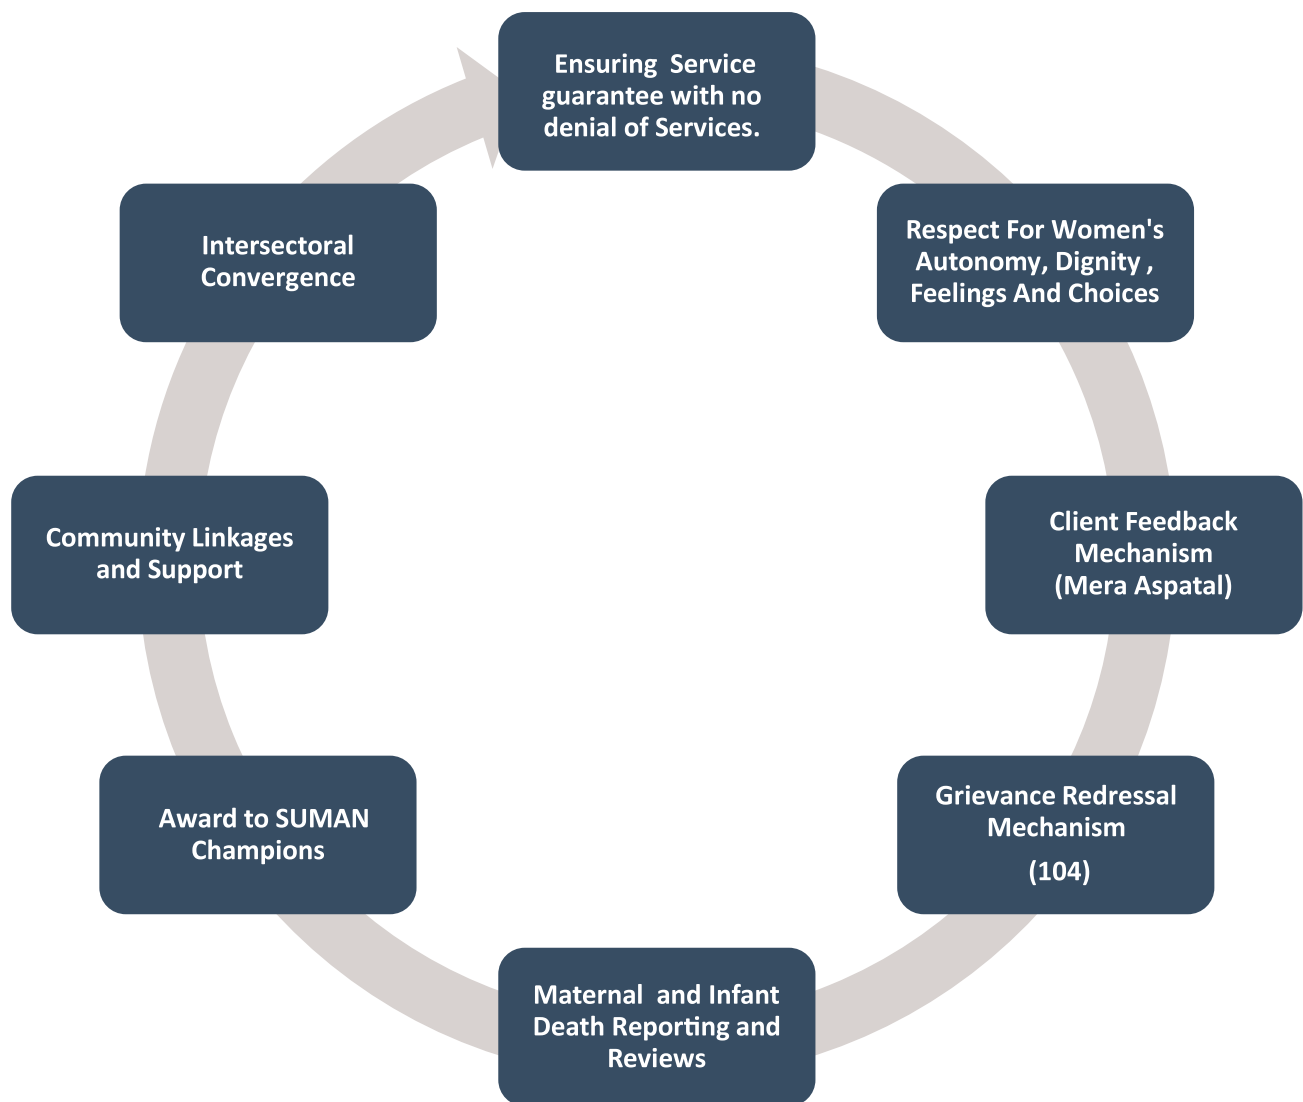 Ensuring  Service
guarantee with no
denial of Services.
Respect For Women's
Autonomy, Dignity ,
Feelings And Choices
Client Feedback
Mechanism
(Mera Aspatal)
Grievance Redressal
Mechanism
(104)
Maternal  and Infant
Death Reporting and
Reviews
Award to SUMAN
Champions
Community Linkages
and Support
Intersectoral
Convergence